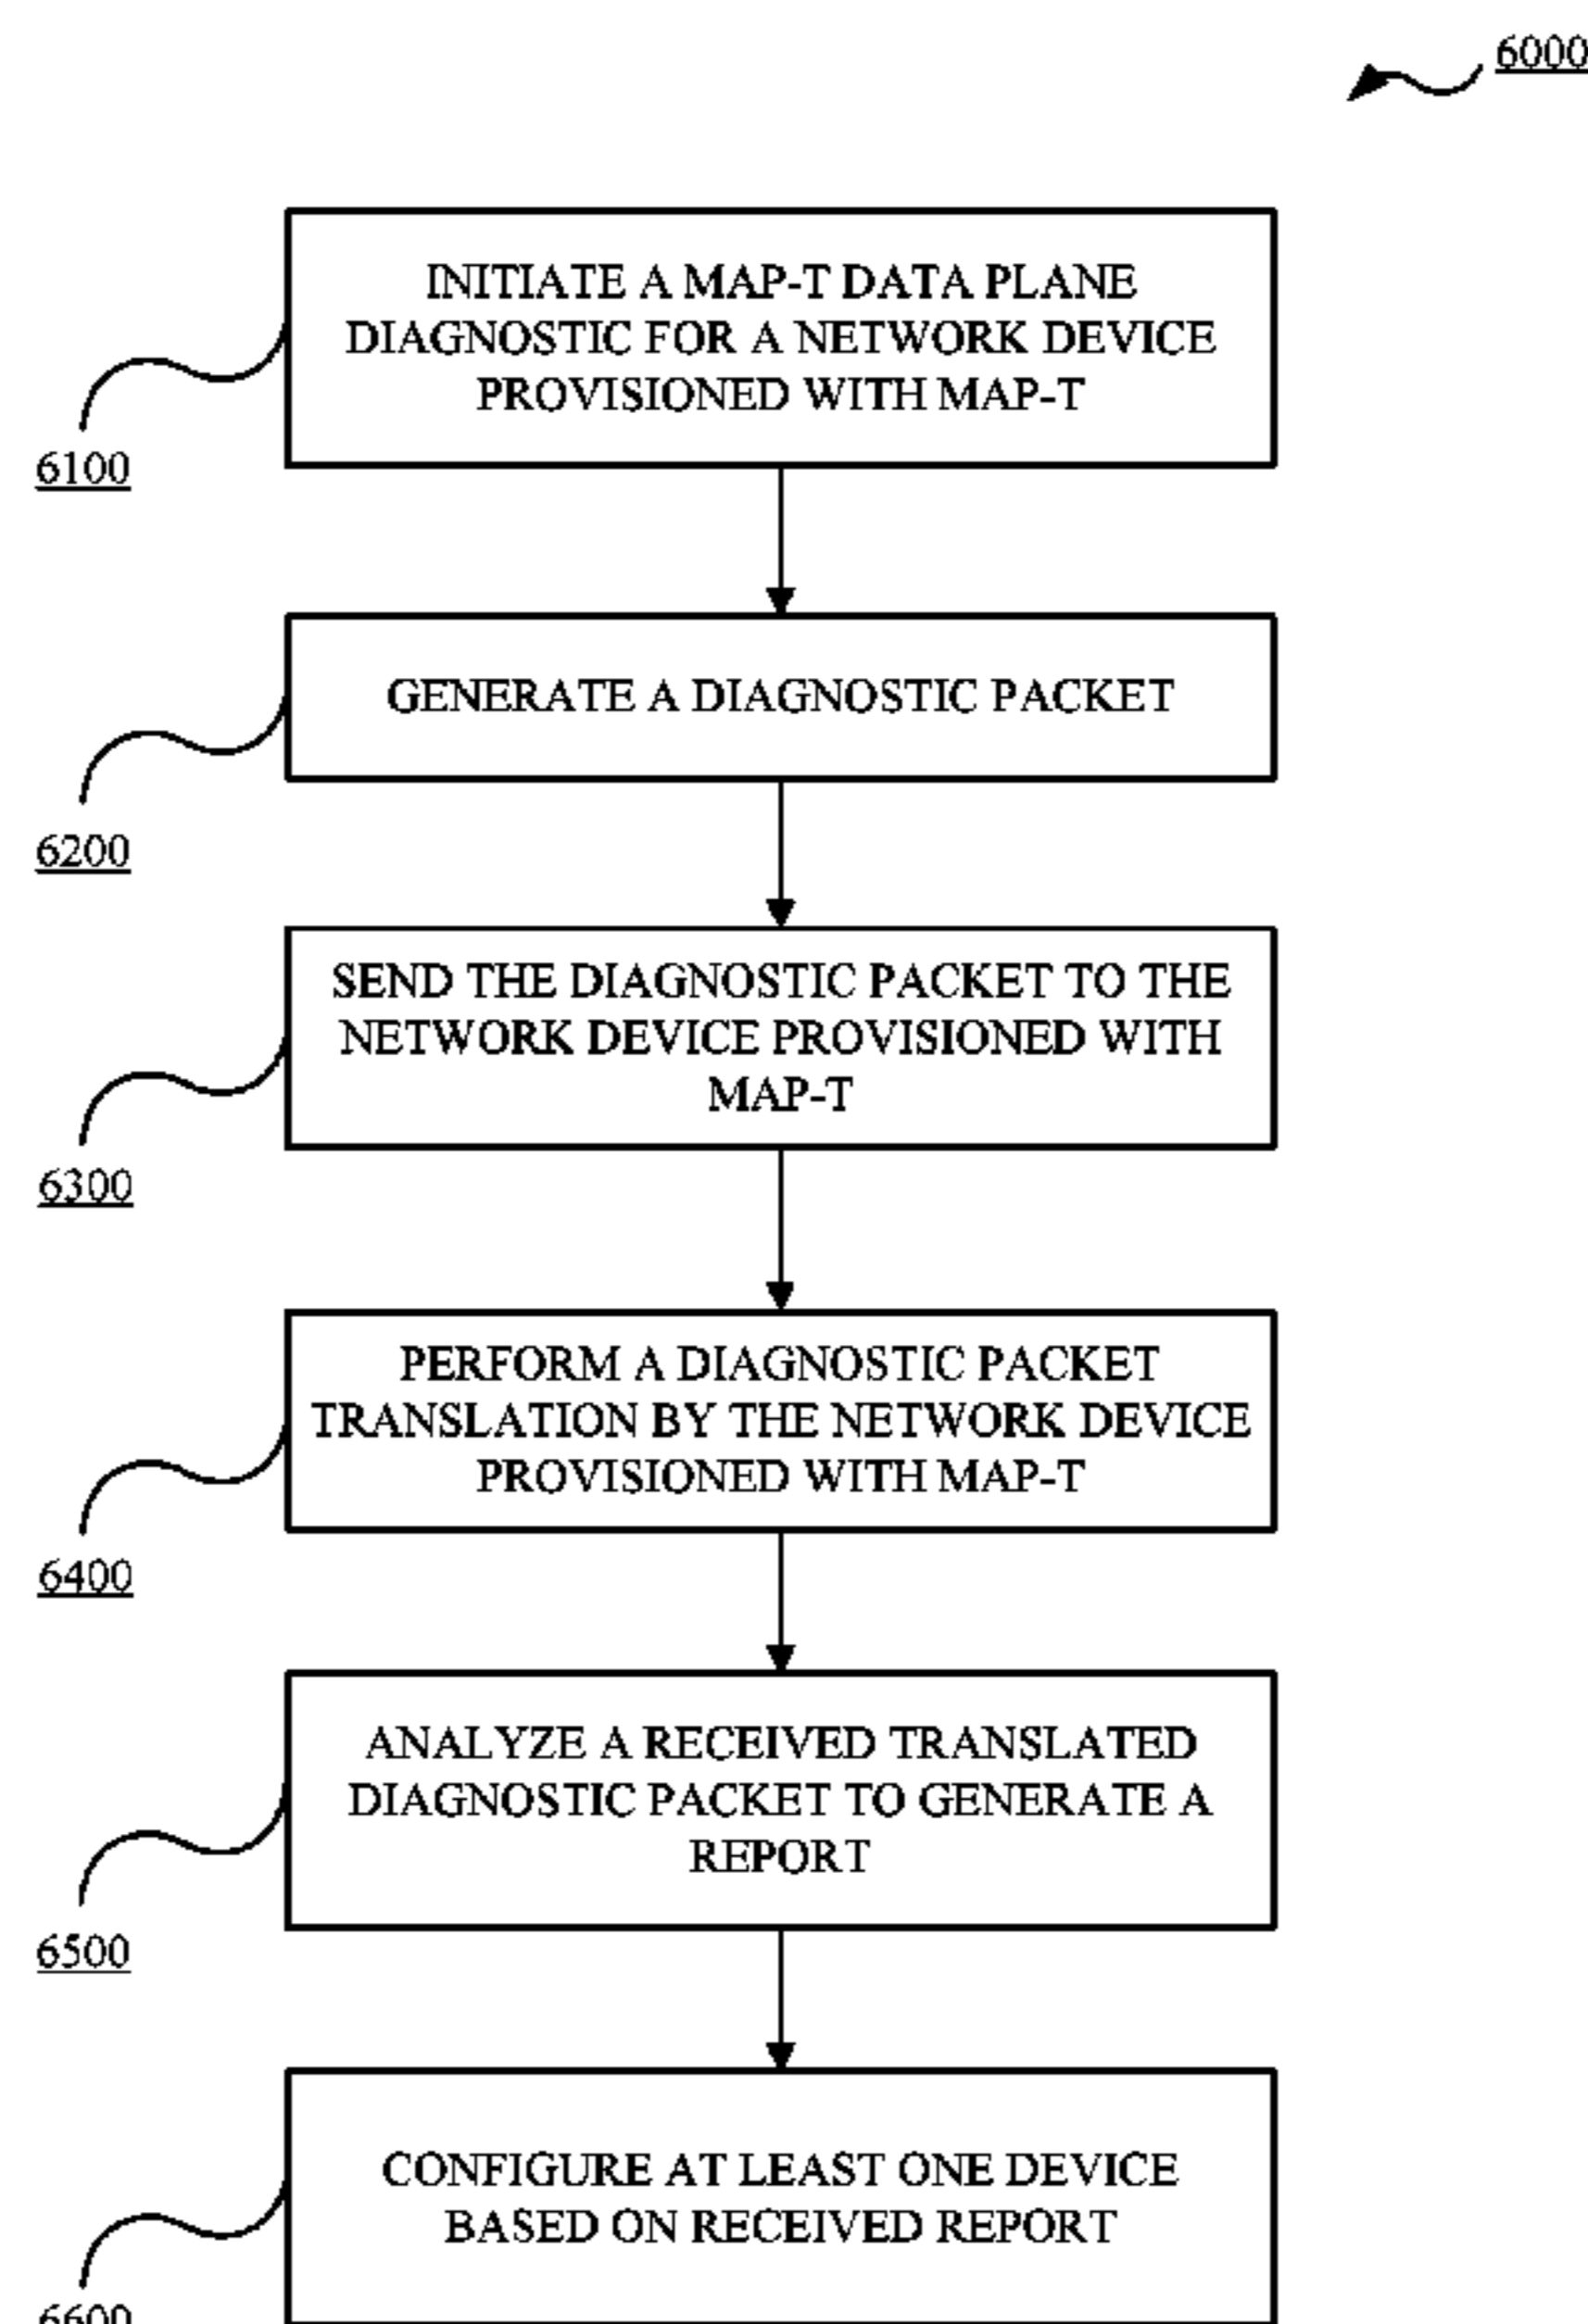 6000
INITIATE A MAP-T DATA PLANE
DIAGNOSTIC FOR A NETWORK DEVICE
PROVISIONED WITH MAP-T
6100
GENERATE A DIAGNOSTIC PACKET
6200
SEND THE DIAGNOSTIC PACKET TO THE
NETWORK DEVICE PROVISIONED WITH
MAP-T
6300
PERFORM A DIAGNOSTIC PACKET
TRANSLATION BY THE NETWORK DEVICE
PROVISIONED WITH MAP-T
6400
ANALYZE A RECEIVED TRANSLATED
DIAGNOSTIC PACKET TO GENERATE A
REPORT
6500
CONFIGURE AT LEAST ONE DEVICE
BASED ON RECEIVED REPORT
6600